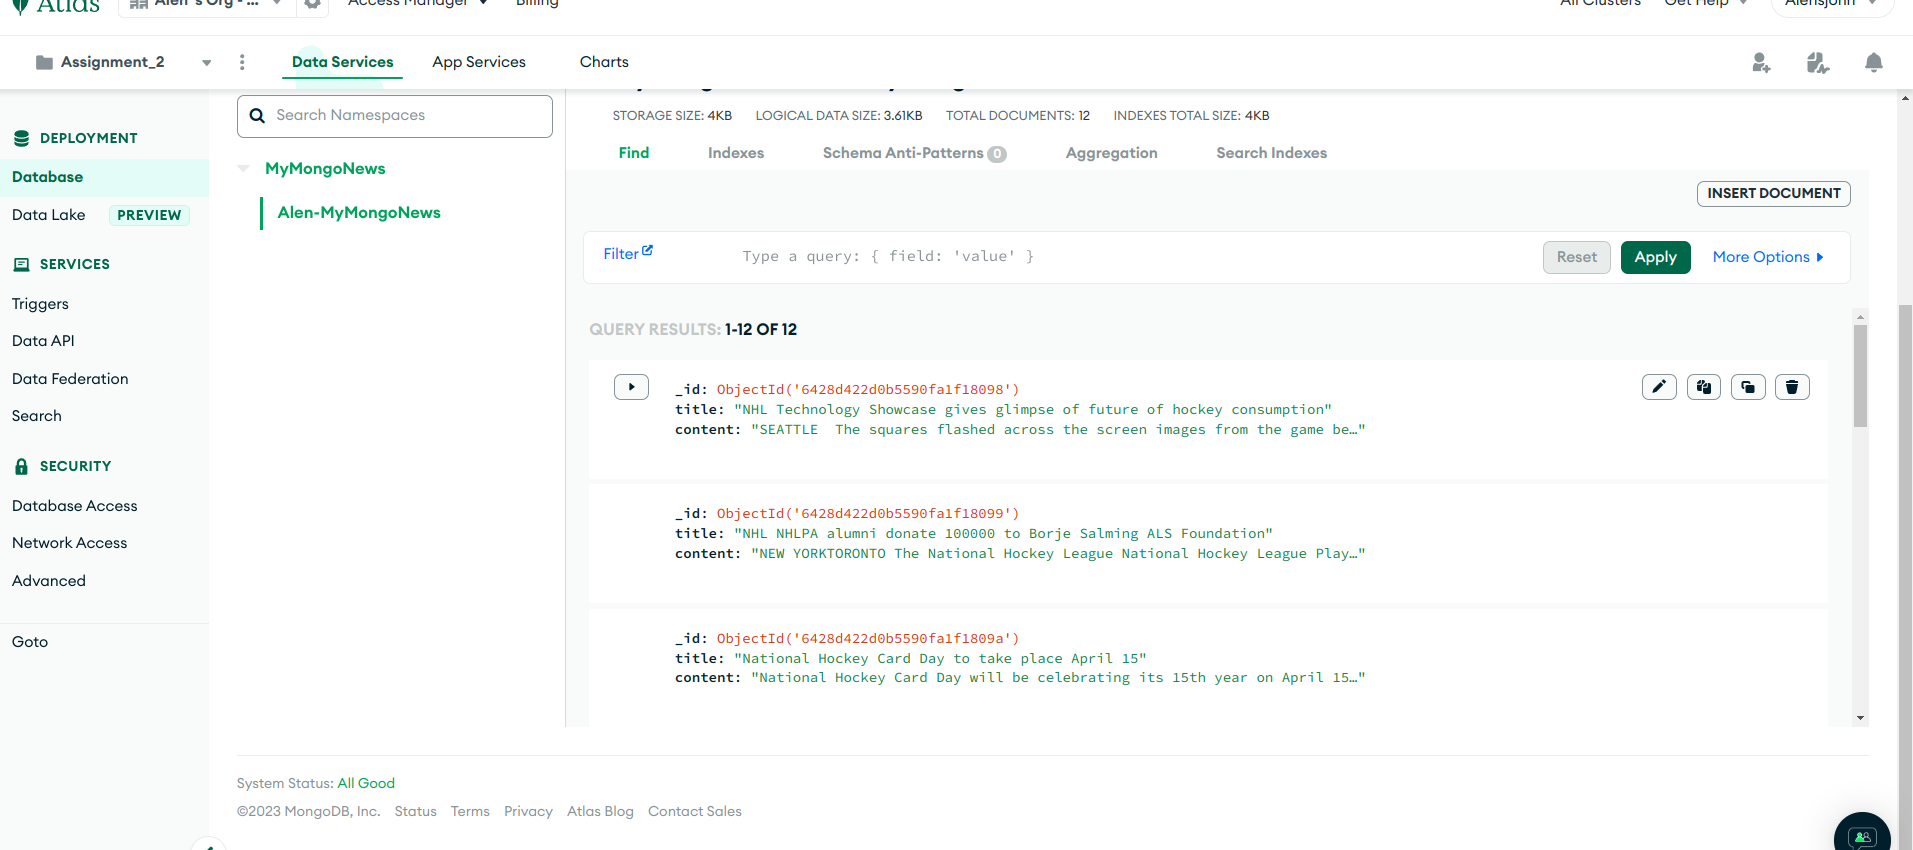 Atlas
Alen's Org - ...
Access Manager
Billing
All Clusters
Get Help
Alensjohn
Assignment_2
Data Services
App Services
Charts
DEPLOYMENT
Database
Data Lake PREVIEW
SERVICES
Triggers
Data API
Data Federation
Search
SECURITY
Database Access
Network Access
Advanced
Goto
Search Namespaces
MyMongoNews
Alen-MyMongoNews
STORAGE SIZE: 4KB LOGICAL DATA SIZE: 3.61KB TOTAL DOCUMENTS: 12 INDEXES TOTAL SIZE: 4KB
Find Indexes Schema Anti-Patterns 0 Aggregation Search Indexes
INSERT DOCUMENT
Filter Type a query: { field: 'value' } Reset Apply More Options
QUERY RESULTS: 1-12 OF 12
_id: ObjectId('6428d422d0b5590fa1f18098')
title: "NHL Technology Showcase gives glimpse of future of hockey consumption"
content: "SEATTLE  The squares flashed across the screen images from the game be…"
_id: ObjectId('6428d422d0b5590fa1f18099')
title: "NHL NHLPA alumni donate 100000 to Borje Salming ALS Foundation"
content: "NEW YORKTORONTO The National Hockey League National Hockey League Play…"
_id: ObjectId('6428d422d0b5590fa1f1809a')
title: "National Hockey Card Day to take place April 15"
content: "National Hockey Card Day will be celebrating its 15th year on April 15…"
System Status: All Good
©2023 MongoDB, Inc. Status Terms Privacy Atlas Blog Contact Sales